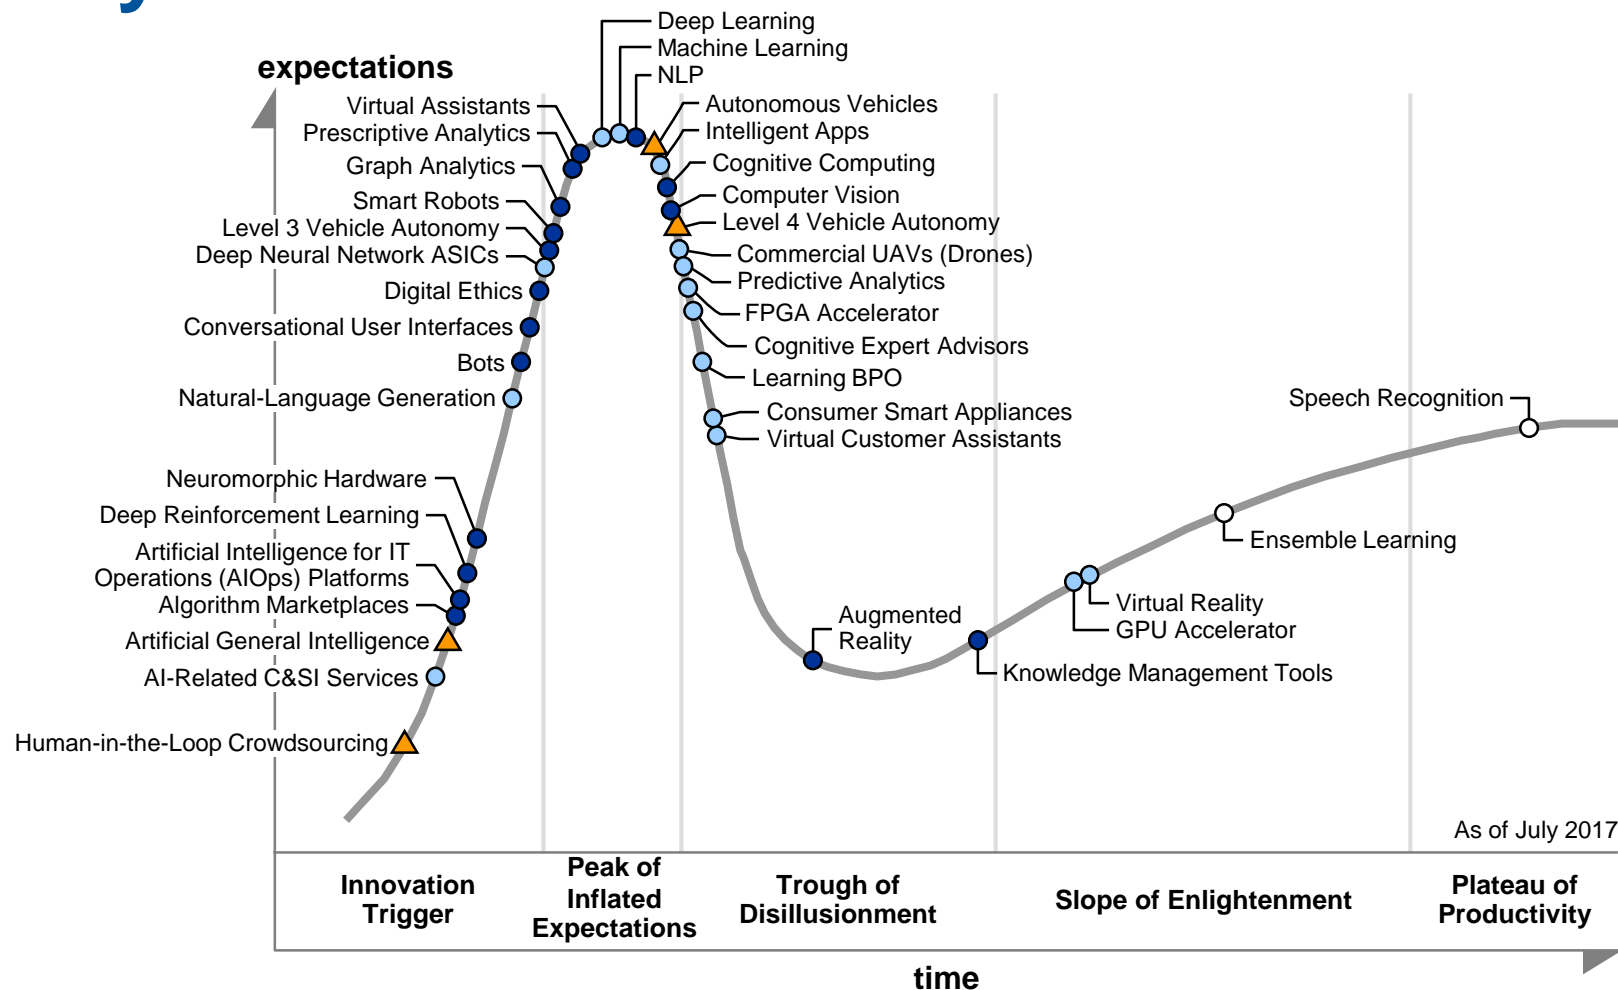 expectations
Deep Learning
Machine Learning
NLP
Virtual Assistants
Prescriptive Analytics
Graph Analytics
Smart Robots
Level 3 Vehicle Autonomy
Deep Neural Network ASICs
Digital Ethics
Conversational User Interfaces
Bots
Natural-Language Generation
Neuromorphic Hardware
Deep Reinforcement Learning
Artificial Intelligence for IT
Operations (AIOps) Platforms
Algorithm Marketplaces
Artificial General Intelligence
AI-Related C&SI Services
Human-in-the-Loop Crowdsourcing
Autonomous Vehicles
Intelligent Apps
Cognitive Computing
Computer Vision
Level 4 Vehicle Autonomy
Commercial UAVs (Drones)
Predictive Analytics
FPGA Accelerator
Cognitive Expert Advisors
Learning BPO
Consumer Smart Appliances
Virtual Customer Assistants
Augmented
Reality
Knowledge Management Tools
Virtual Reality
GPU Accelerator
Ensemble Learning
Speech Recognition
As of July 2017
Innovation
Trigger
Peak of
Inflated
Expectations
Trough of
Disillusionment
Slope of Enlightenment
Plateau of
Productivity
time